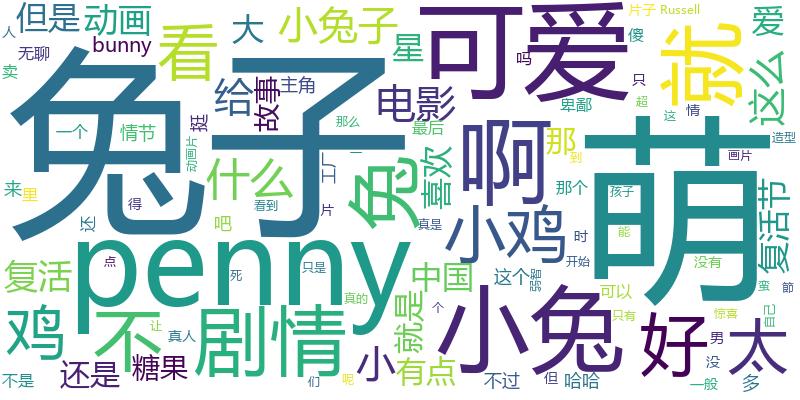 但是 动画 大 小兔子 可爱 片子 Russell 爱
人 无聊 bunny 看 星 吗 傻 就 这么
卖 给 故事 主角 电影 卑鄙 只 超 这 情
兔子 一个 情节 挺 那么 最后 啊 那 萌 造型
来 里 动画片 工厂 兔 喜欢 到 画片
什么 得 一 那个 孩子 复活节
还 吧 看到 片 真是 小鸡 时 能
复活 penny 点 死 只是 中国 这个 弱智 开始 没有 蛮 節
鸡 不 剧情 真的 就是 个 小兔 可以 只有 惊喜 自己
让 真人 好 男 太
不是 还是 糖果 们 呢 小 有点 不过 但 哈哈 没 一般 多